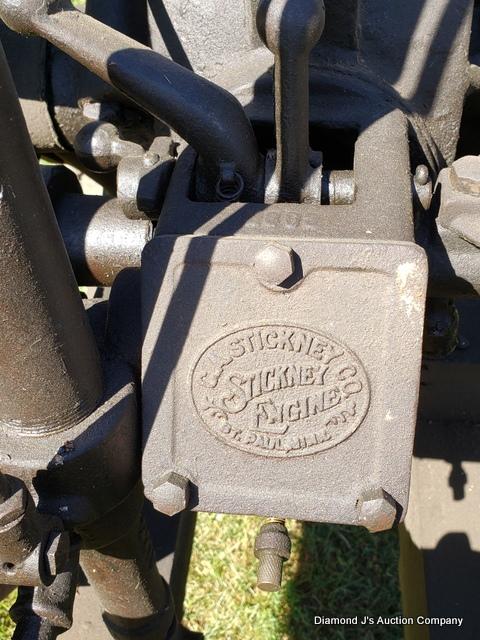 C.A. STICKNEY CO.
STICKNEY
ENGINE
ST. PAUL, MINN.
Diamond J's Auction Company